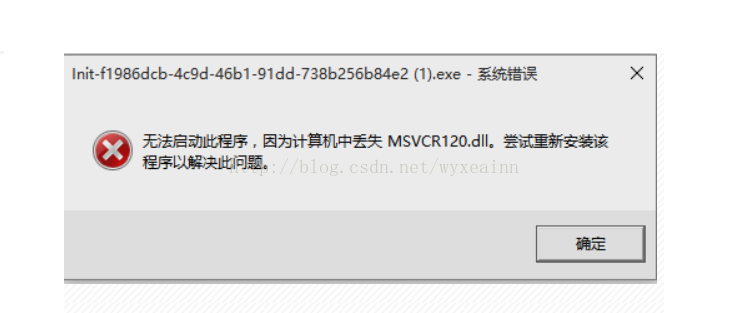 Init-f1986dcb-4c9d-46b1-91dd-738b256b84e2 (1).exe - 系统错误
无法启动此程序，因为计算机中丢失 MSVCR120.dll。尝试重新安装该
程序以解决此问题。
http://blog.csdn.net/wyxeainn
确定